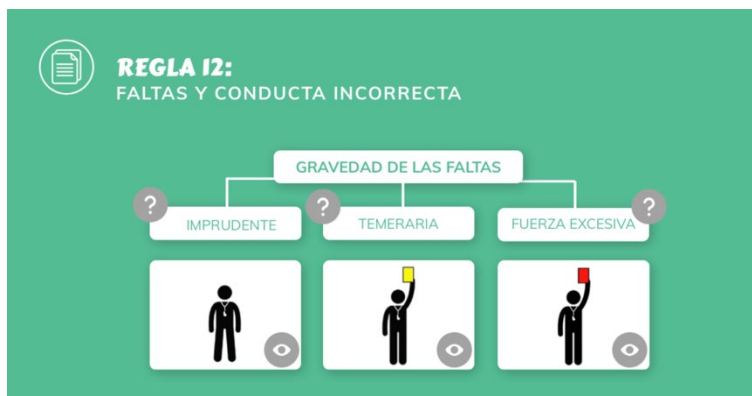 REGLA 12:
FALTAS Y CONDUCTA INCORRECTA
GRAVEDAD DE LAS FALTAS
? ? ?
IMPRUDENTE TEMERARIA FUERZA EXCESIVA